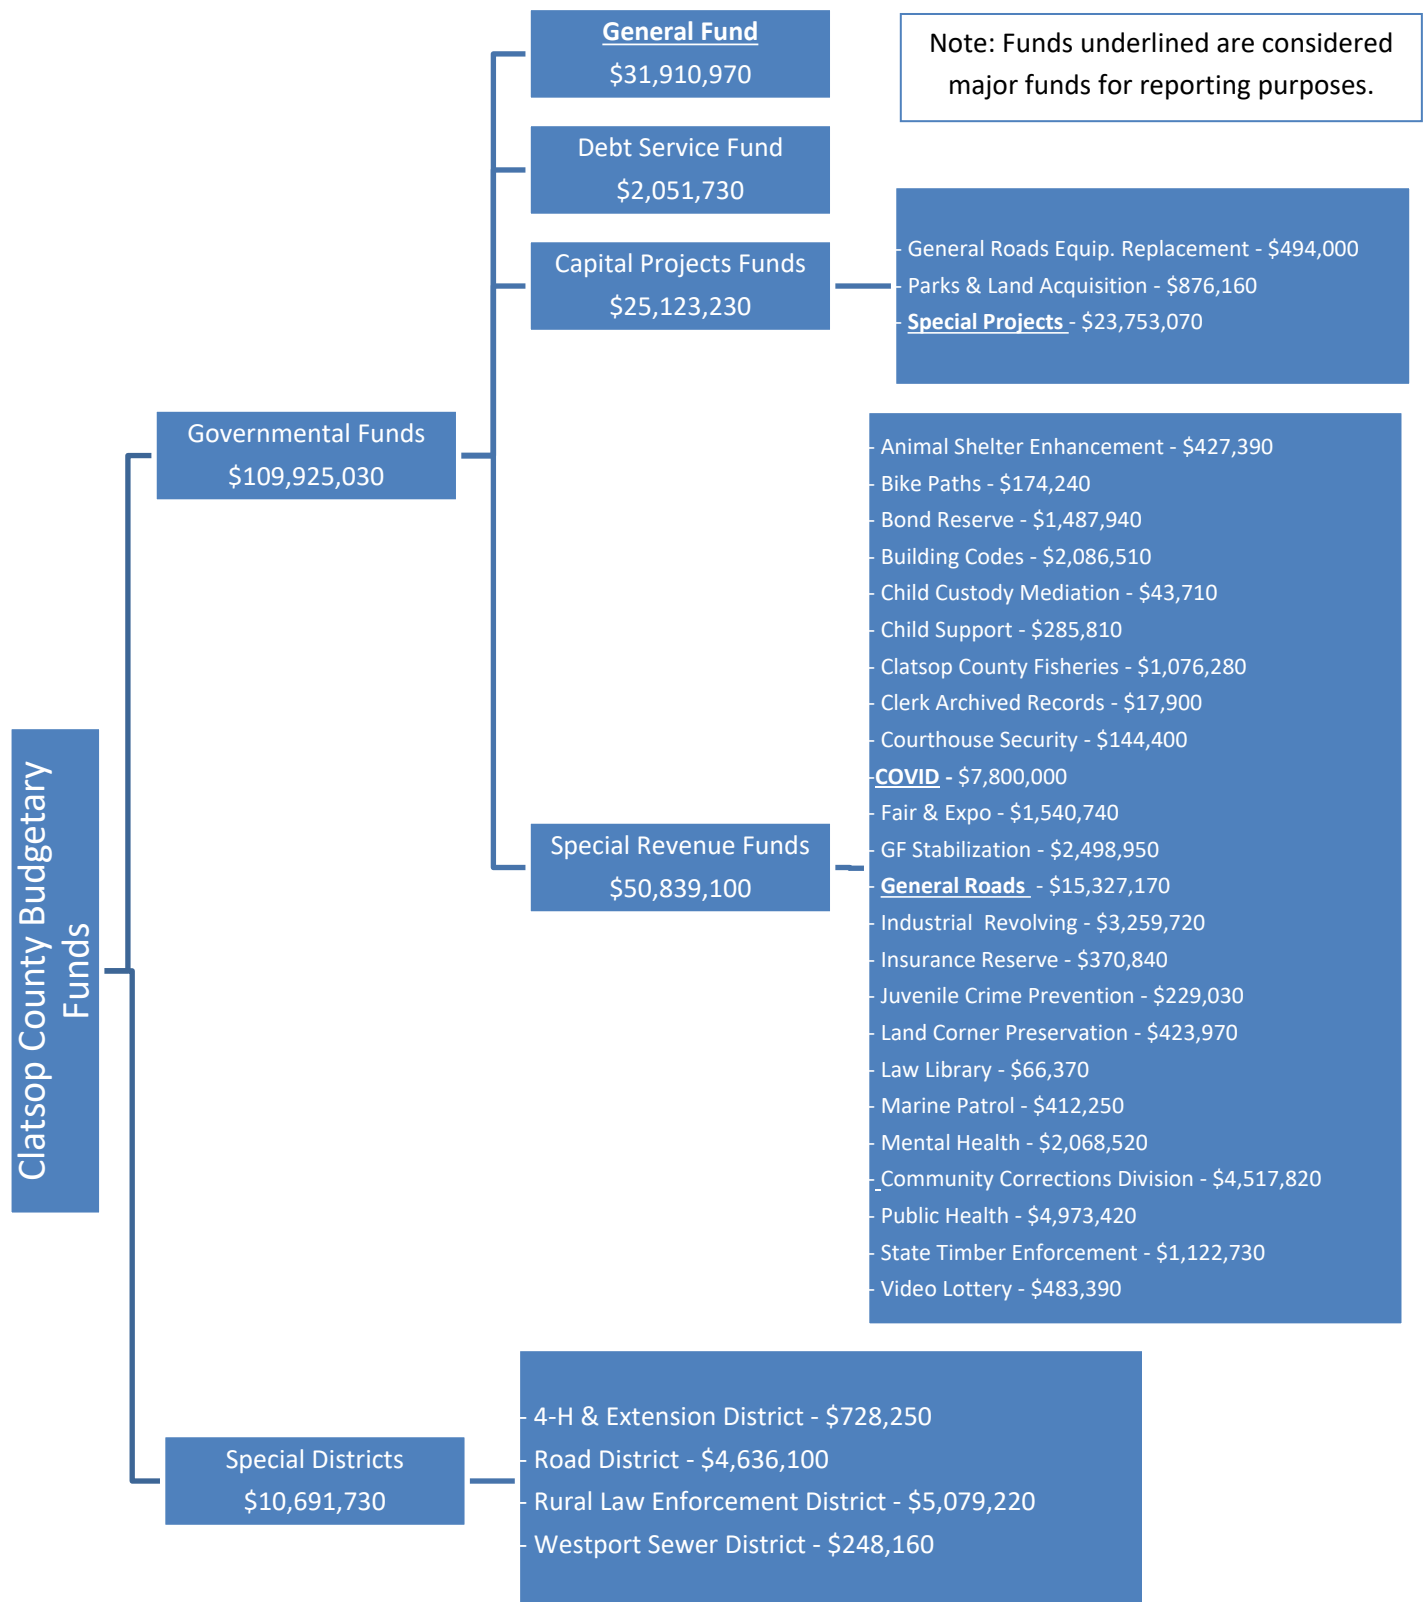 General Fund
$31,910,970
Note: Funds underlined are considered
major funds for reporting purposes.
Debt Service Fund
$2,051,730
Capital Projects Funds
$25,123,230
- General Roads Equip. Replacement - $494,000
- Parks & Land Acquisition - $876,160
- Special Projects - $23,753,070
Governmental Funds
$109,925,030
Clatsop County Budgetary
Funds
Special Revenue Funds
$50,839,100
- Animal Shelter Enhancement - $427,390
- Bike Paths - $174,240
- Bond Reserve - $1,487,940
- Building Codes - $2,086,510
- Child Custody Mediation - $43,710
- Child Support - $285,810
- Clatsop County Fisheries - $1,076,280
- Clerk Archived Records - $17,900
- Courthouse Security - $144,400
-COVID - $7,800,000
- Fair & Expo - $1,540,740
- GF Stabilization - $2,498,950
- General Roads  - $15,327,170
- Industrial  Revolving - $3,259,720
- Insurance Reserve - $370,840
- Juvenile Crime Prevention - $229,030
- Land Corner Preservation - $423,970
- Law Library - $66,370
- Marine Patrol - $412,250
- Mental Health - $2,068,520
- Community Corrections Division - $4,517,820
- Public Health - $4,973,420
- State Timber Enforcement - $1,122,730
- Video Lottery - $483,390
Special Districts
$10,691,730
- 4-H & Extension District - $728,250
- Road District - $4,636,100
- Rural Law Enforcement District - $5,079,220
- Westport Sewer District - $248,160